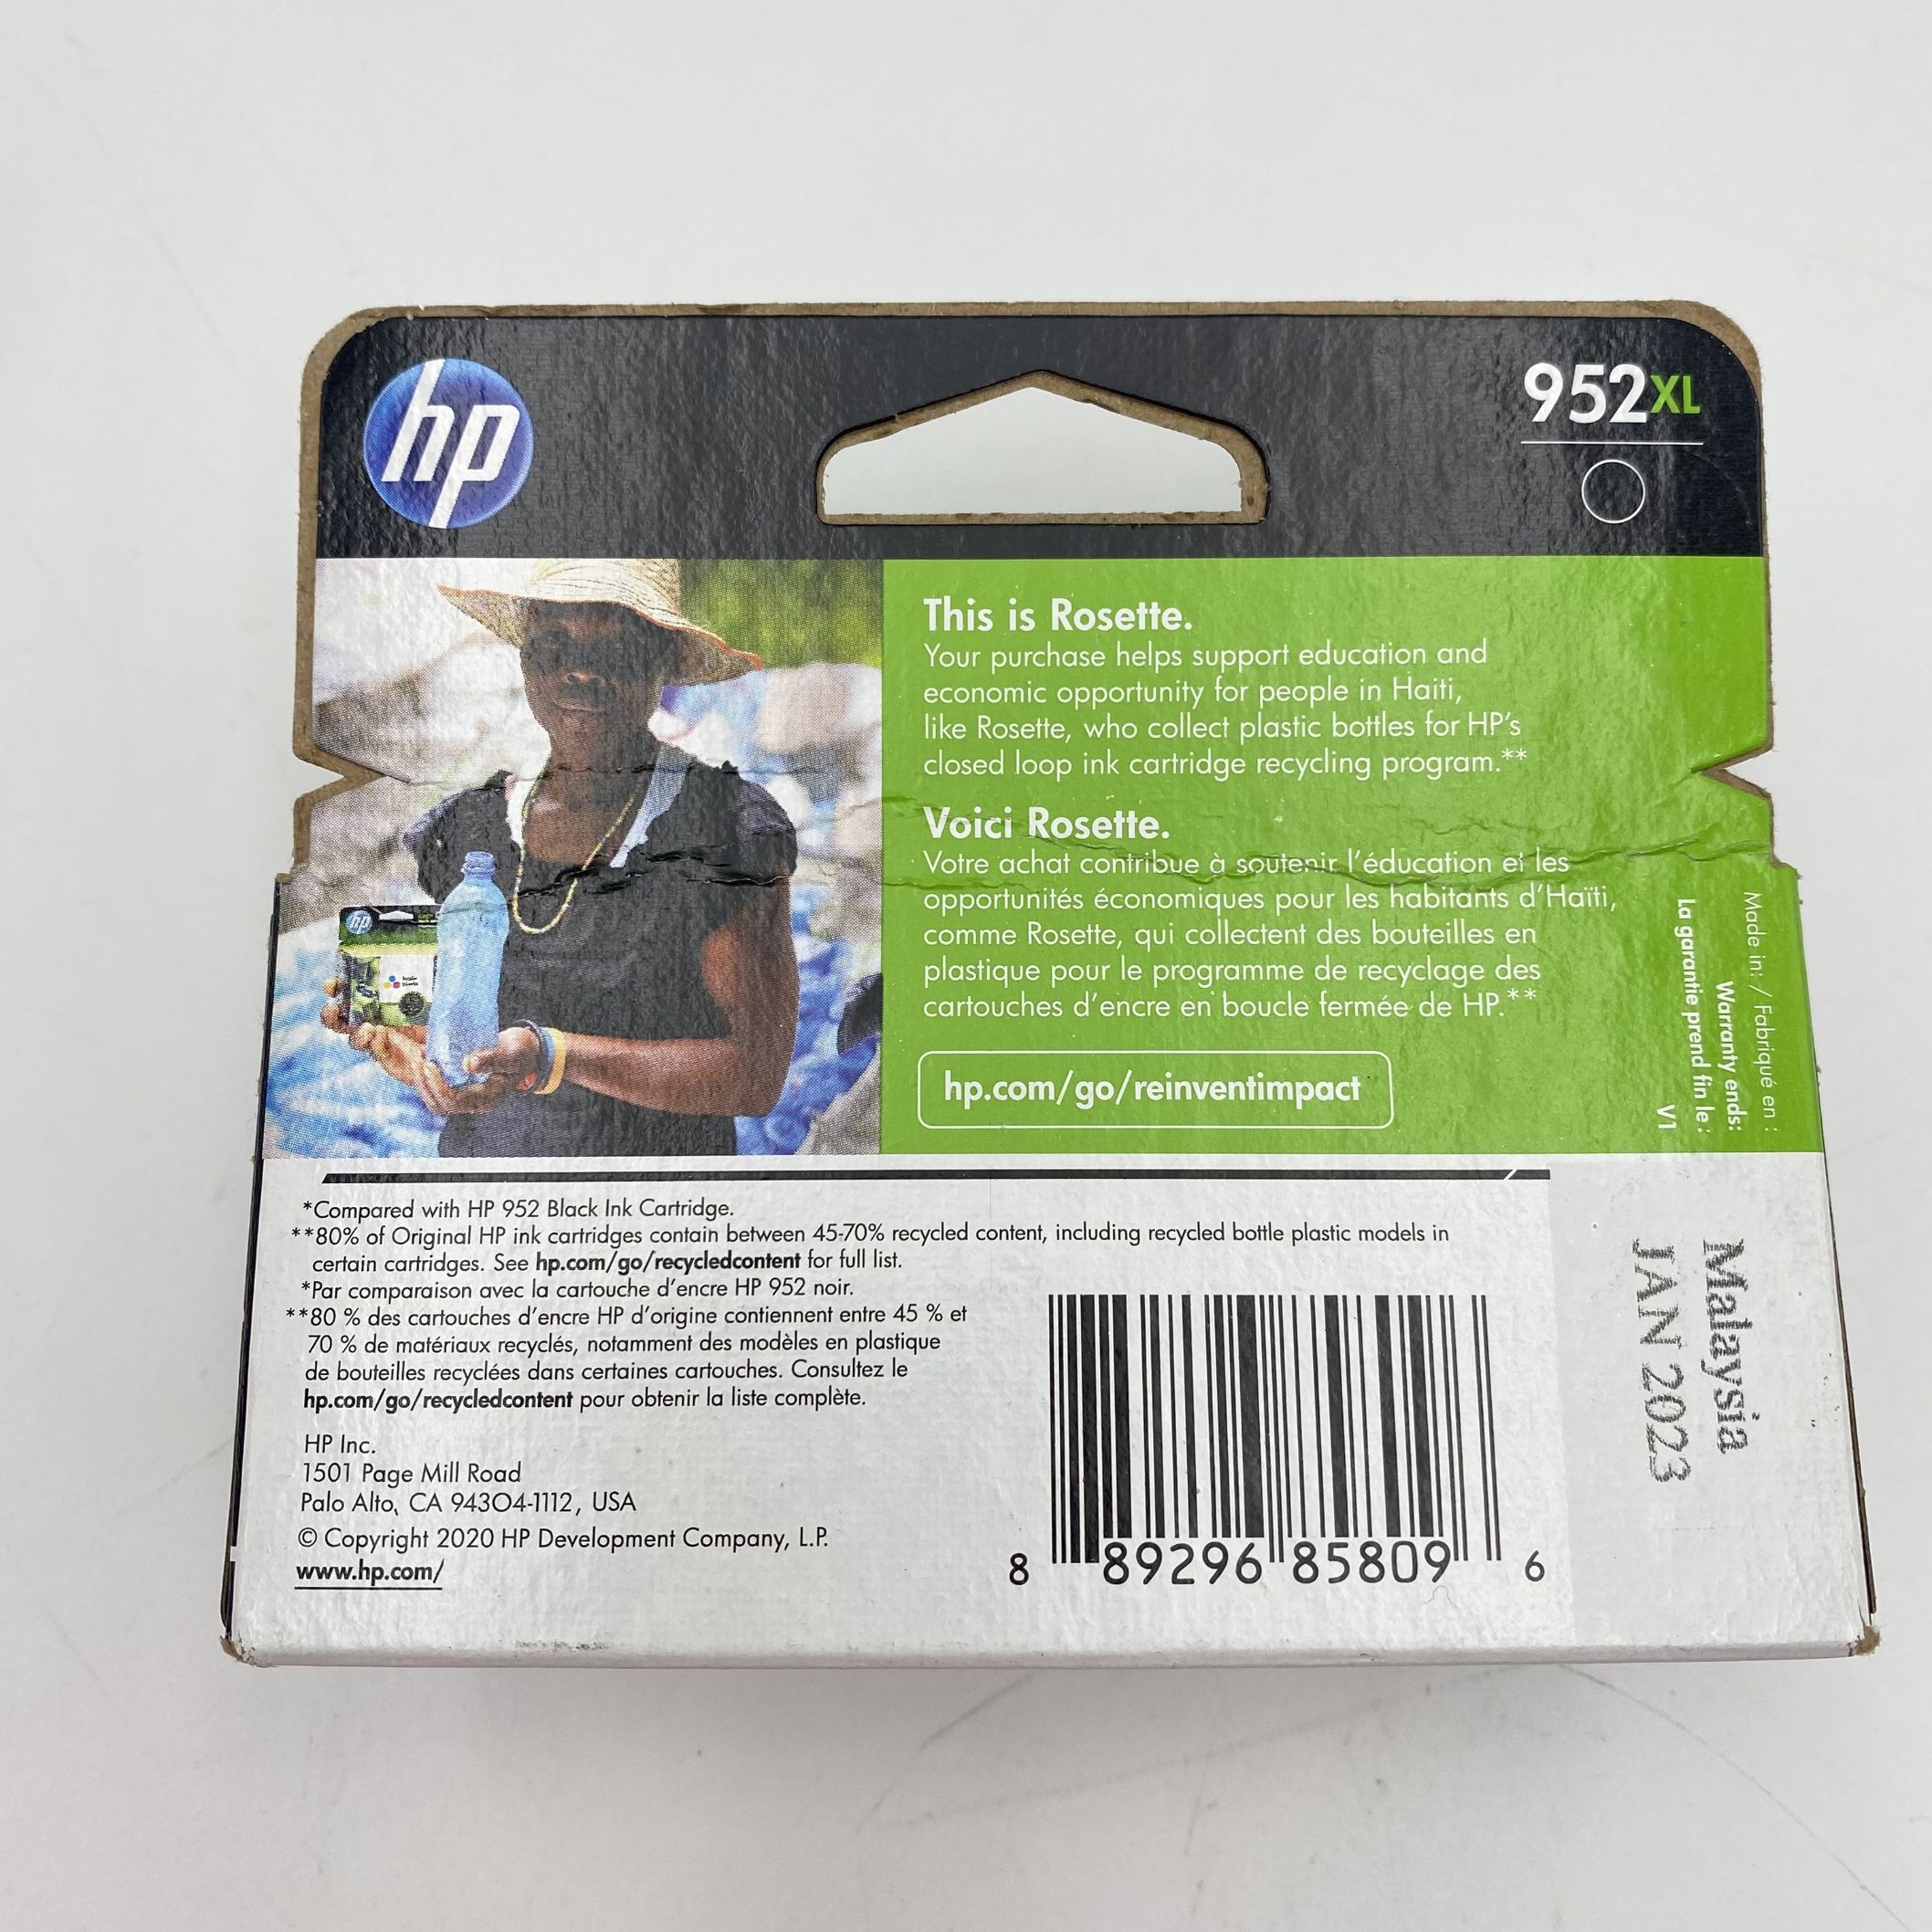 hp
952XL
This is Rosette.
Your purchase helps support education and
economic opportunity for people in Haiti,
like Rosette, who collect plastic bottles for HP's
closed loop ink cartridge recycling program.**
Voici Rosette.
Votre achat contribue à soutenir l'éducation et les
opportunités économiques pour les habitants d'Haïti,
comme Rosette, qui collectent des bouteilles en
plastique pour le programme de recyclage des
cartouches d'encre en boucle fermée de HP.**
hp.com/go/reinventimpact
Made in: / Fabriqué en :
Warranty ends:
La garantie prend fin le :
V1
Malaysia
JAN 2023
hp
*Compared with HP 952 Black Ink Cartridge.
**80% of Original HP ink cartridges contain between 45-70% recycled content, including recycled bottle plastic models in
certain cartridges. See hp.com/go/recycledcontent for full list.
*Par comparaison avec la cartouche d'encre HP 952 noir.
**80 % des cartouches d'encre HP d'origine contiennent entre 45 % et
70 % de matériaux recyclés, notamment des modèles en plastique
de bouteilles recyclées dans certaines cartouches. Consultez le
hp.com/go/recycledcontent pour obtenir la liste complète.
HP Inc.
1501 Page Mill Road
Palo Alto, CA 94304-1112, USA
© Copyright 2020 HP Development Company, L.P.
www.hp.com/
8 89296 85809 6